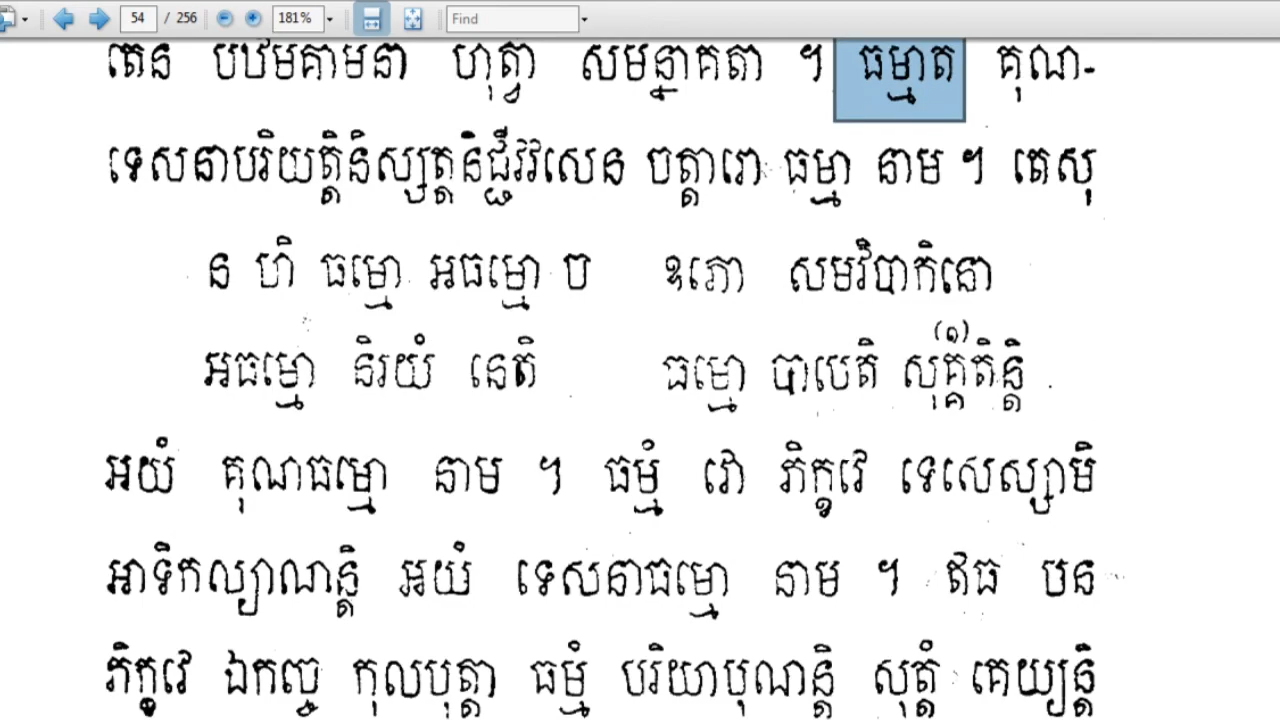 54 / 256 181% Find
តេន បឋមគាមនា ហុត្វា សមន្នាគតា ។ ធម្មាត គុណ-
ទេសនាបរិយត្តិនិស្សត្តនិជ្ជីវវសេន ចត្តារោ ធម្មា នាម ។ តេសុ
ន ហិ ធម្មោ អធម្មោ ច ឧភោ សមវិបាកិនោ
(១)
អធម្មោ និរយំ នេតិ ធម្មោ បាបេតិ សុគ្គតិន្តិ
អយំ គុណធម្មោ នាម ។ ធម្មំ វោ ភិក្ខវេ ទេសេស្សាមិ
អាទិកល្យាណន្តិ អយំ ទេសនាធម្មោ នាម ។ ឥធ បន
ភិក្ខវេ ឯកច្ចេ កុលបុត្តា ធម្មំ បរិយាបុណន្តិ សុត្តំ គេយ្យន្តិ